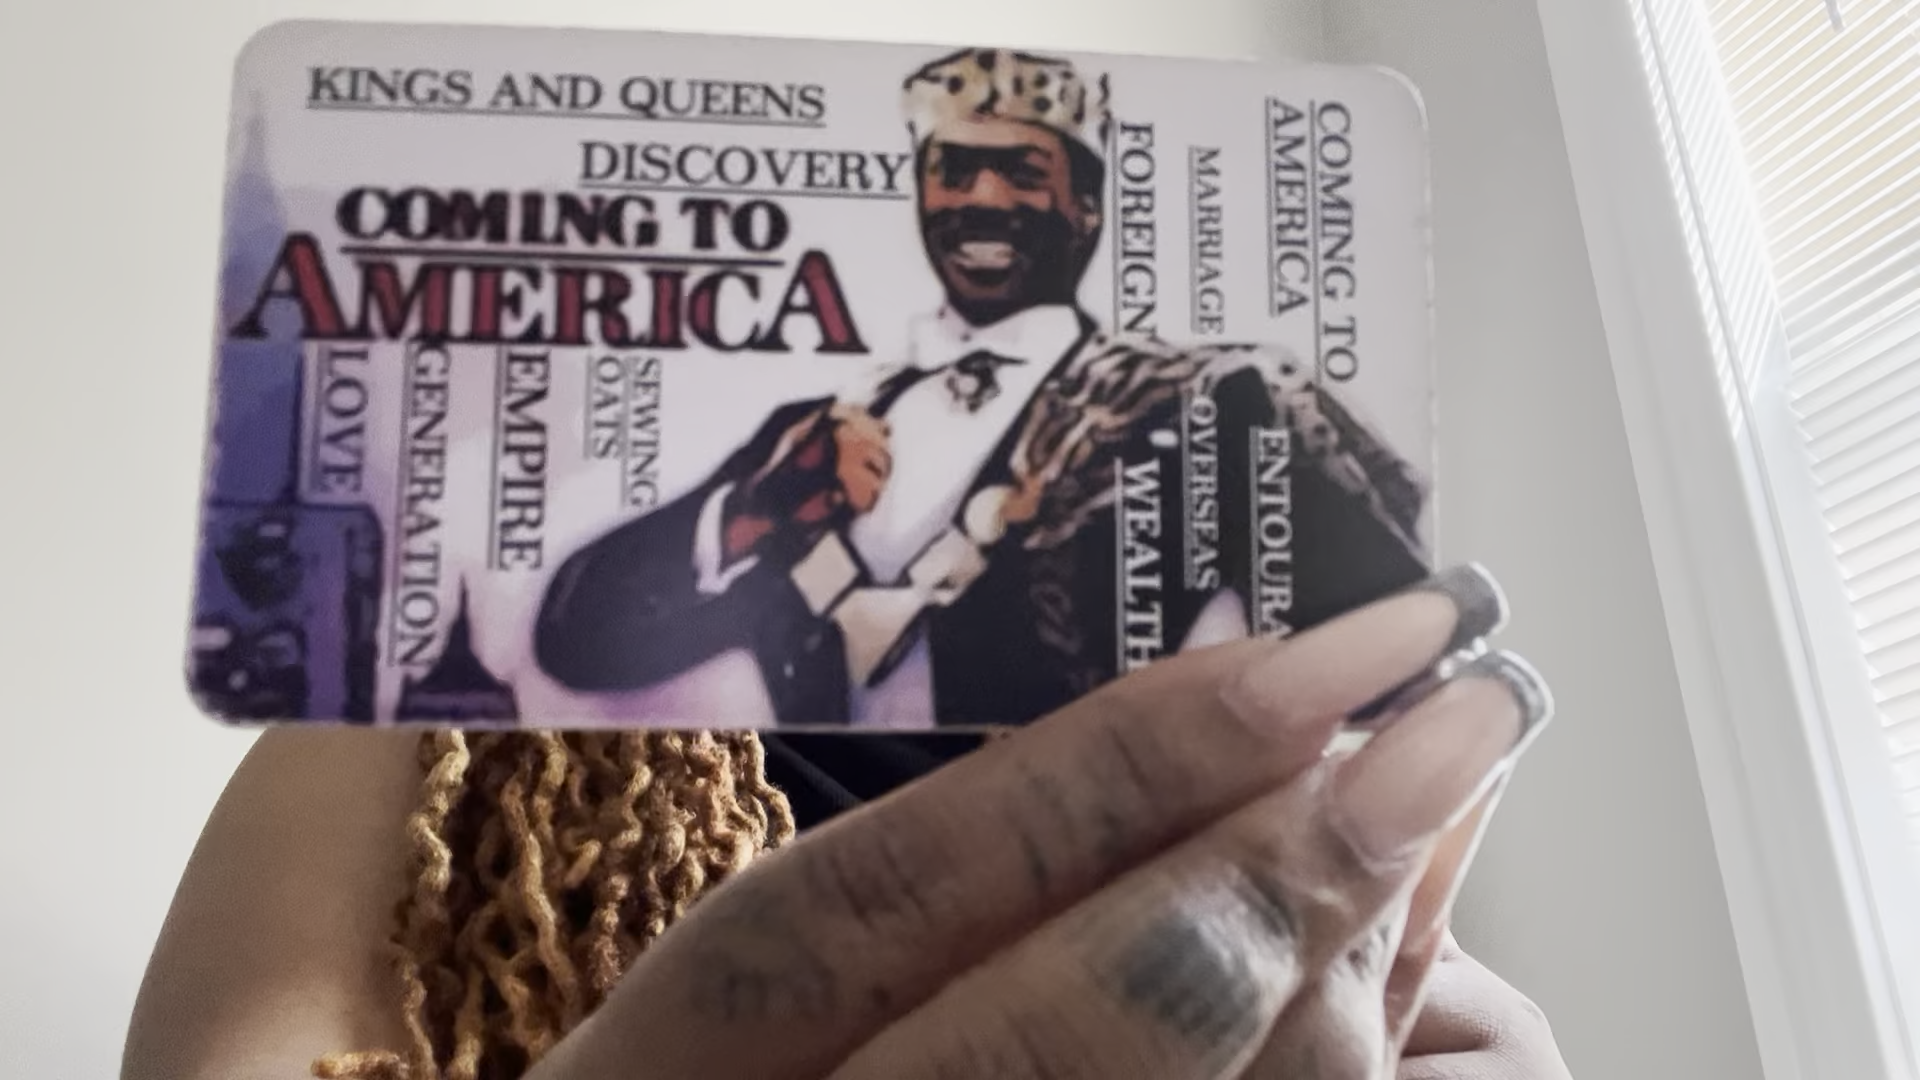 KINGS AND QUEENS
DISCOVERY
COMING TO
AMERICA
LOVE
GENERATION
EMPIRE
SEWING
OATS
FOREIGN
MARRIAGE
COMING TO
AMERICA
WEALTH
OVERSEAS